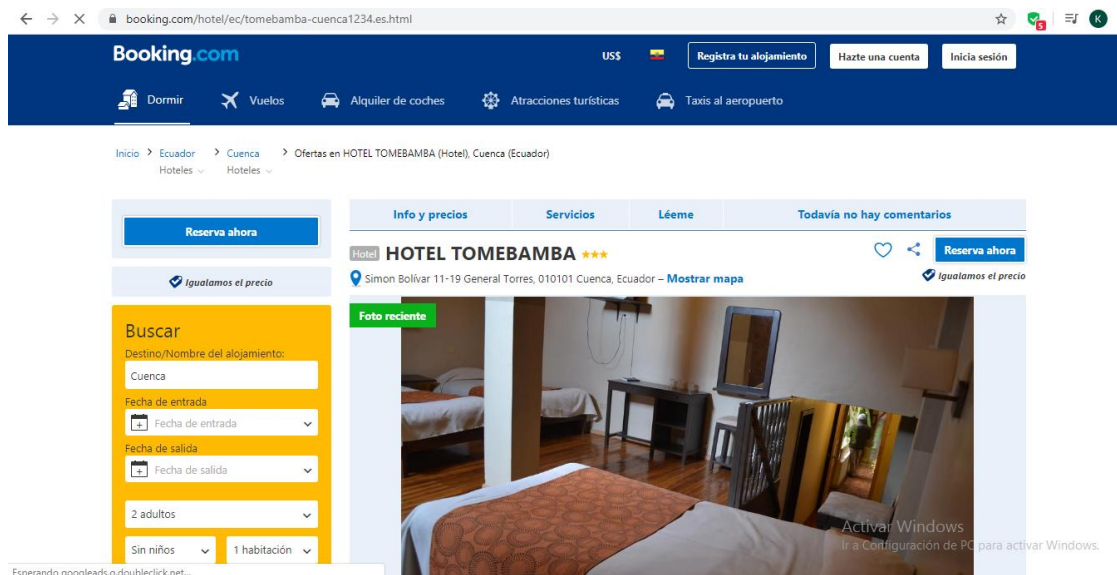 booking.com/hotel/ec/tomebamba-cuenca1234.es.html
5
K
Booking.com
US$
Registra tu alojamiento
Hazte una cuenta
Inicia sesión
Dormir
Vuelos
Alquiler de coches
Atracciones turísticas
Taxis al aeropuerto
Inicio > Ecuador > Cuenca > Ofertas en HOTEL TOMEBAMBA (Hotel), Cuenca (Ecuador)
Hoteles
Hoteles
Reserva ahora
Igualamos el precio
Buscar
Destino/Nombre del alojamiento:
Cuenca
Fecha de entrada
Fecha de entrada
Fecha de salida
Fecha de salida
2 adultos
Sin niños
1 habitación
Info y precios
Servicios
Léeme
Todavía no hay comentarios
Hotel HOTEL TOMEBAMBA
Reserva ahora
Simon Bolívar 11-19 General Torres, 010101 Cuenca, Ecuador – Mostrar mapa
Igualamos el precio
Foto reciente
Activar Windows
Ir a Configuración de PC para activar Windows.
Esperando googleads.g.doubleclick.net...